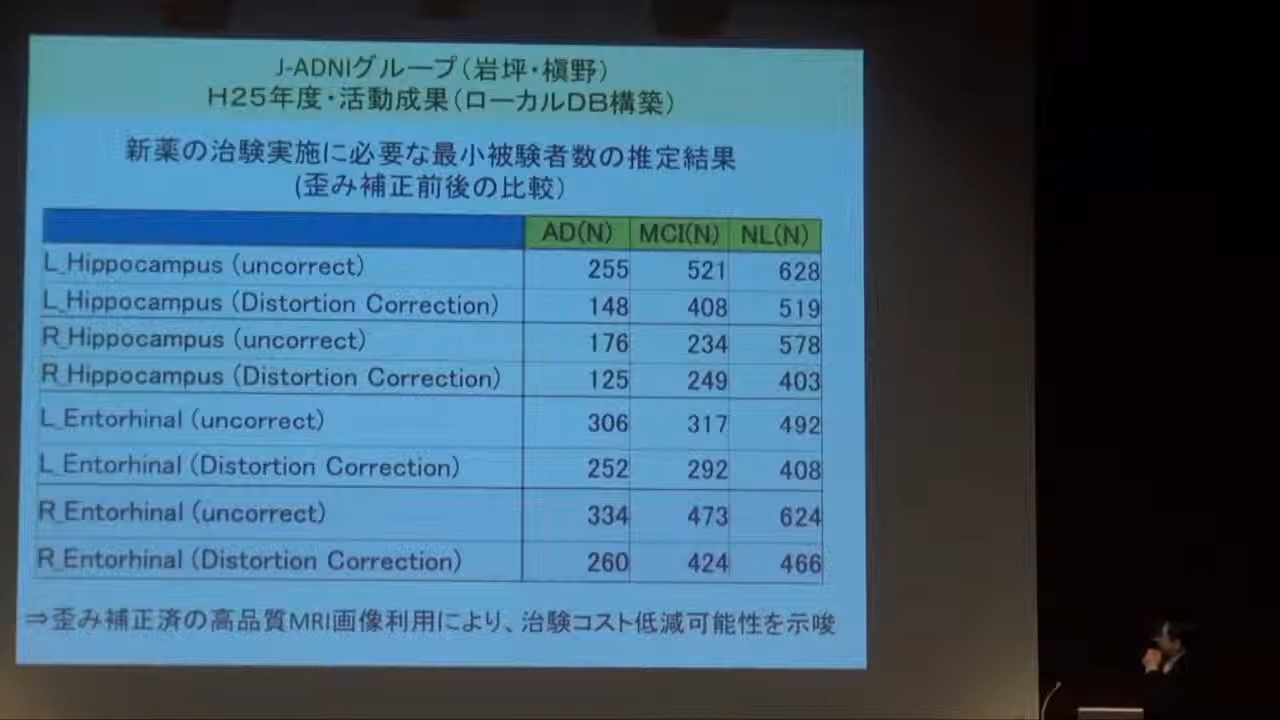 J-ADNIグループ(岩坪・槇野)
H25年度・活動成果(ローカルDB構築)
新薬の治験実施に必要な最小被験者数の推定結果
(歪み補正前後の比較)
AD(N) MCI(N) NL(N)
L_Hippocampus (uncorrect) 255 521 628
L_Hippocampus (Distortion Correction) 148 408 519
R_Hippocampus (uncorrect) 176 234 578
R_Hippocampus (Distortion Correction) 125 249 403
L_Entorhinal (uncorrect) 306 317 492
L_Entorhinal (Distortion Correction) 252 292 408
R_Entorhinal (uncorrect) 334 473 624
R_Entorhinal (Distortion Correction) 260 424 466
⇒歪み補正済の高品質MRI画像利用により、治験コスト低減可能性を示唆